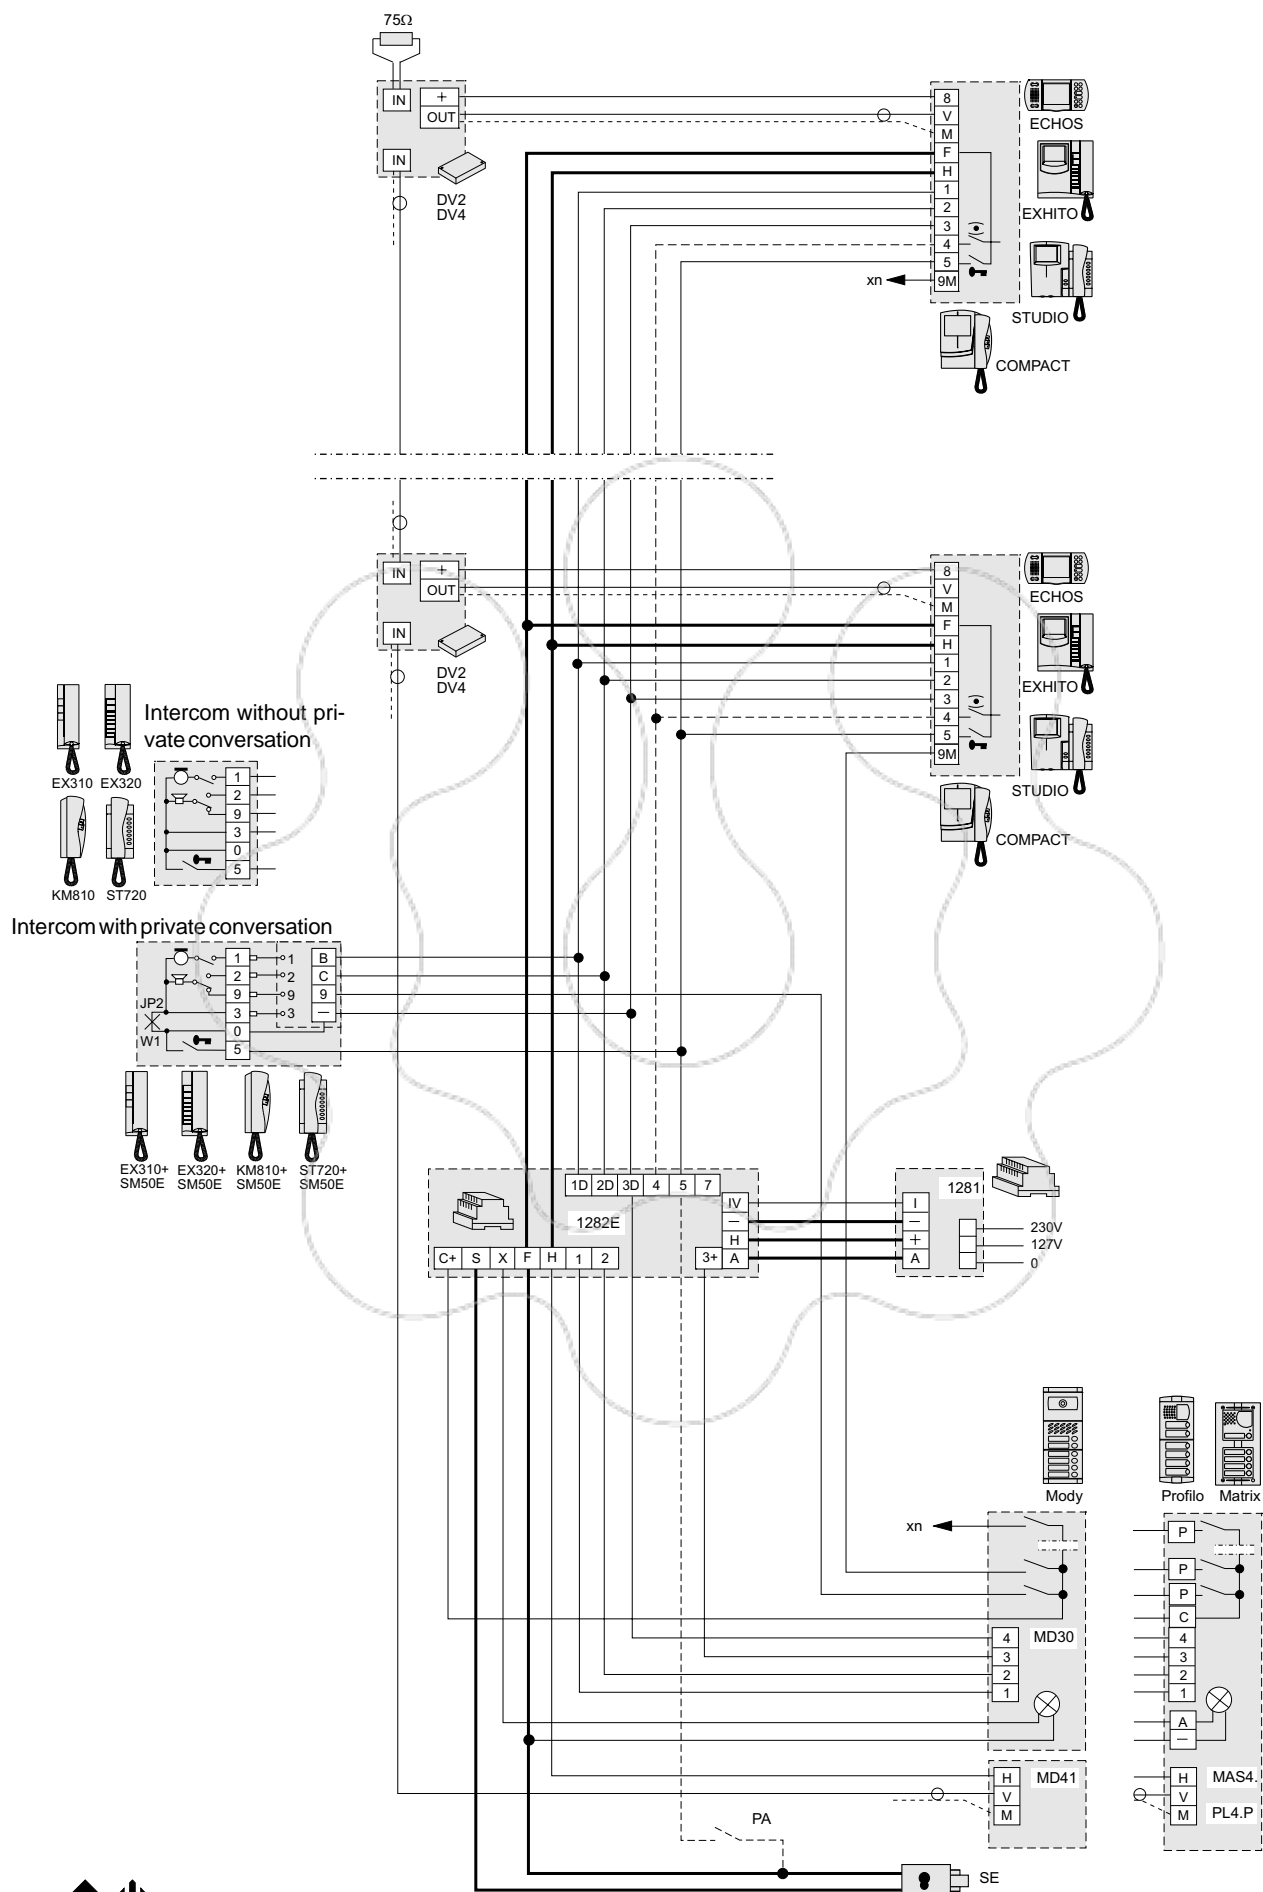 75Ω
IN
+
OUT
IN
DV2
DV4
8
V
M
F
H
1
2
3
4
5
9M
xn
ECHOS
EXHITO
STUDIO
COMPACT
IN
+
OUT
IN
DV2
DV4
8
V
M
F
H
1
2
3
4
5
9M
ECHOS
EXHITO
STUDIO
COMPACT
Intercom without pri-
vate conversation
EX310 EX320
KM810 ST720
1
2
9
3
0
5
Intercom with private conversation
1 1 B
2 2 C
9 9 9
3 3 —
0
5
JP2
W1
EX310+ EX320+ KM810+ ST720+
SM50E SM50E SM50E SM50E
1D 2D 3D 4 5 7
1282E
IV
—
H
3+ A
C+ S X F H 1 2
1281
I
—
+
A
230V
127V
0
Mody
Profilo Matrix
xn
MD30
4
3
2
1
MD41
H
V
M
P
P
P
C
4
3
2
1
A
—
H MAS4.
V
M PL4.P
PA
SE